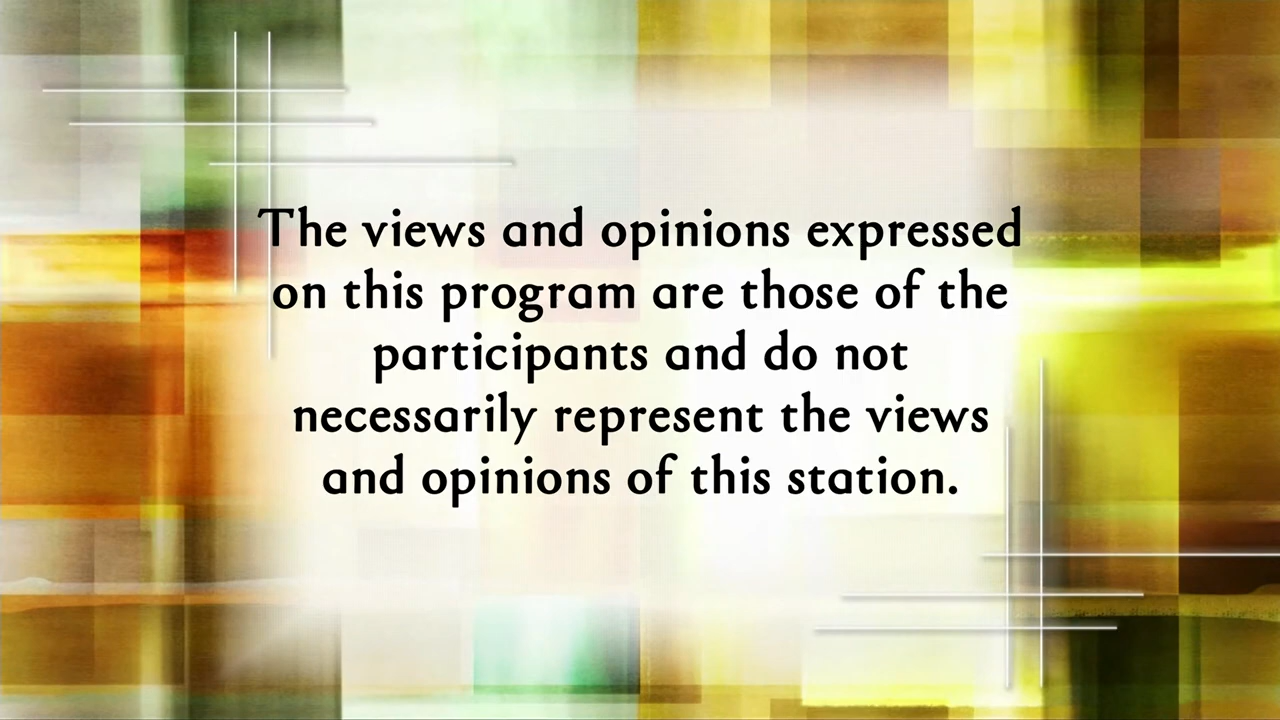 The views and opinions expressed
on this program are those of the
participants and do not
necessarily represent the views
and opinions of this station.